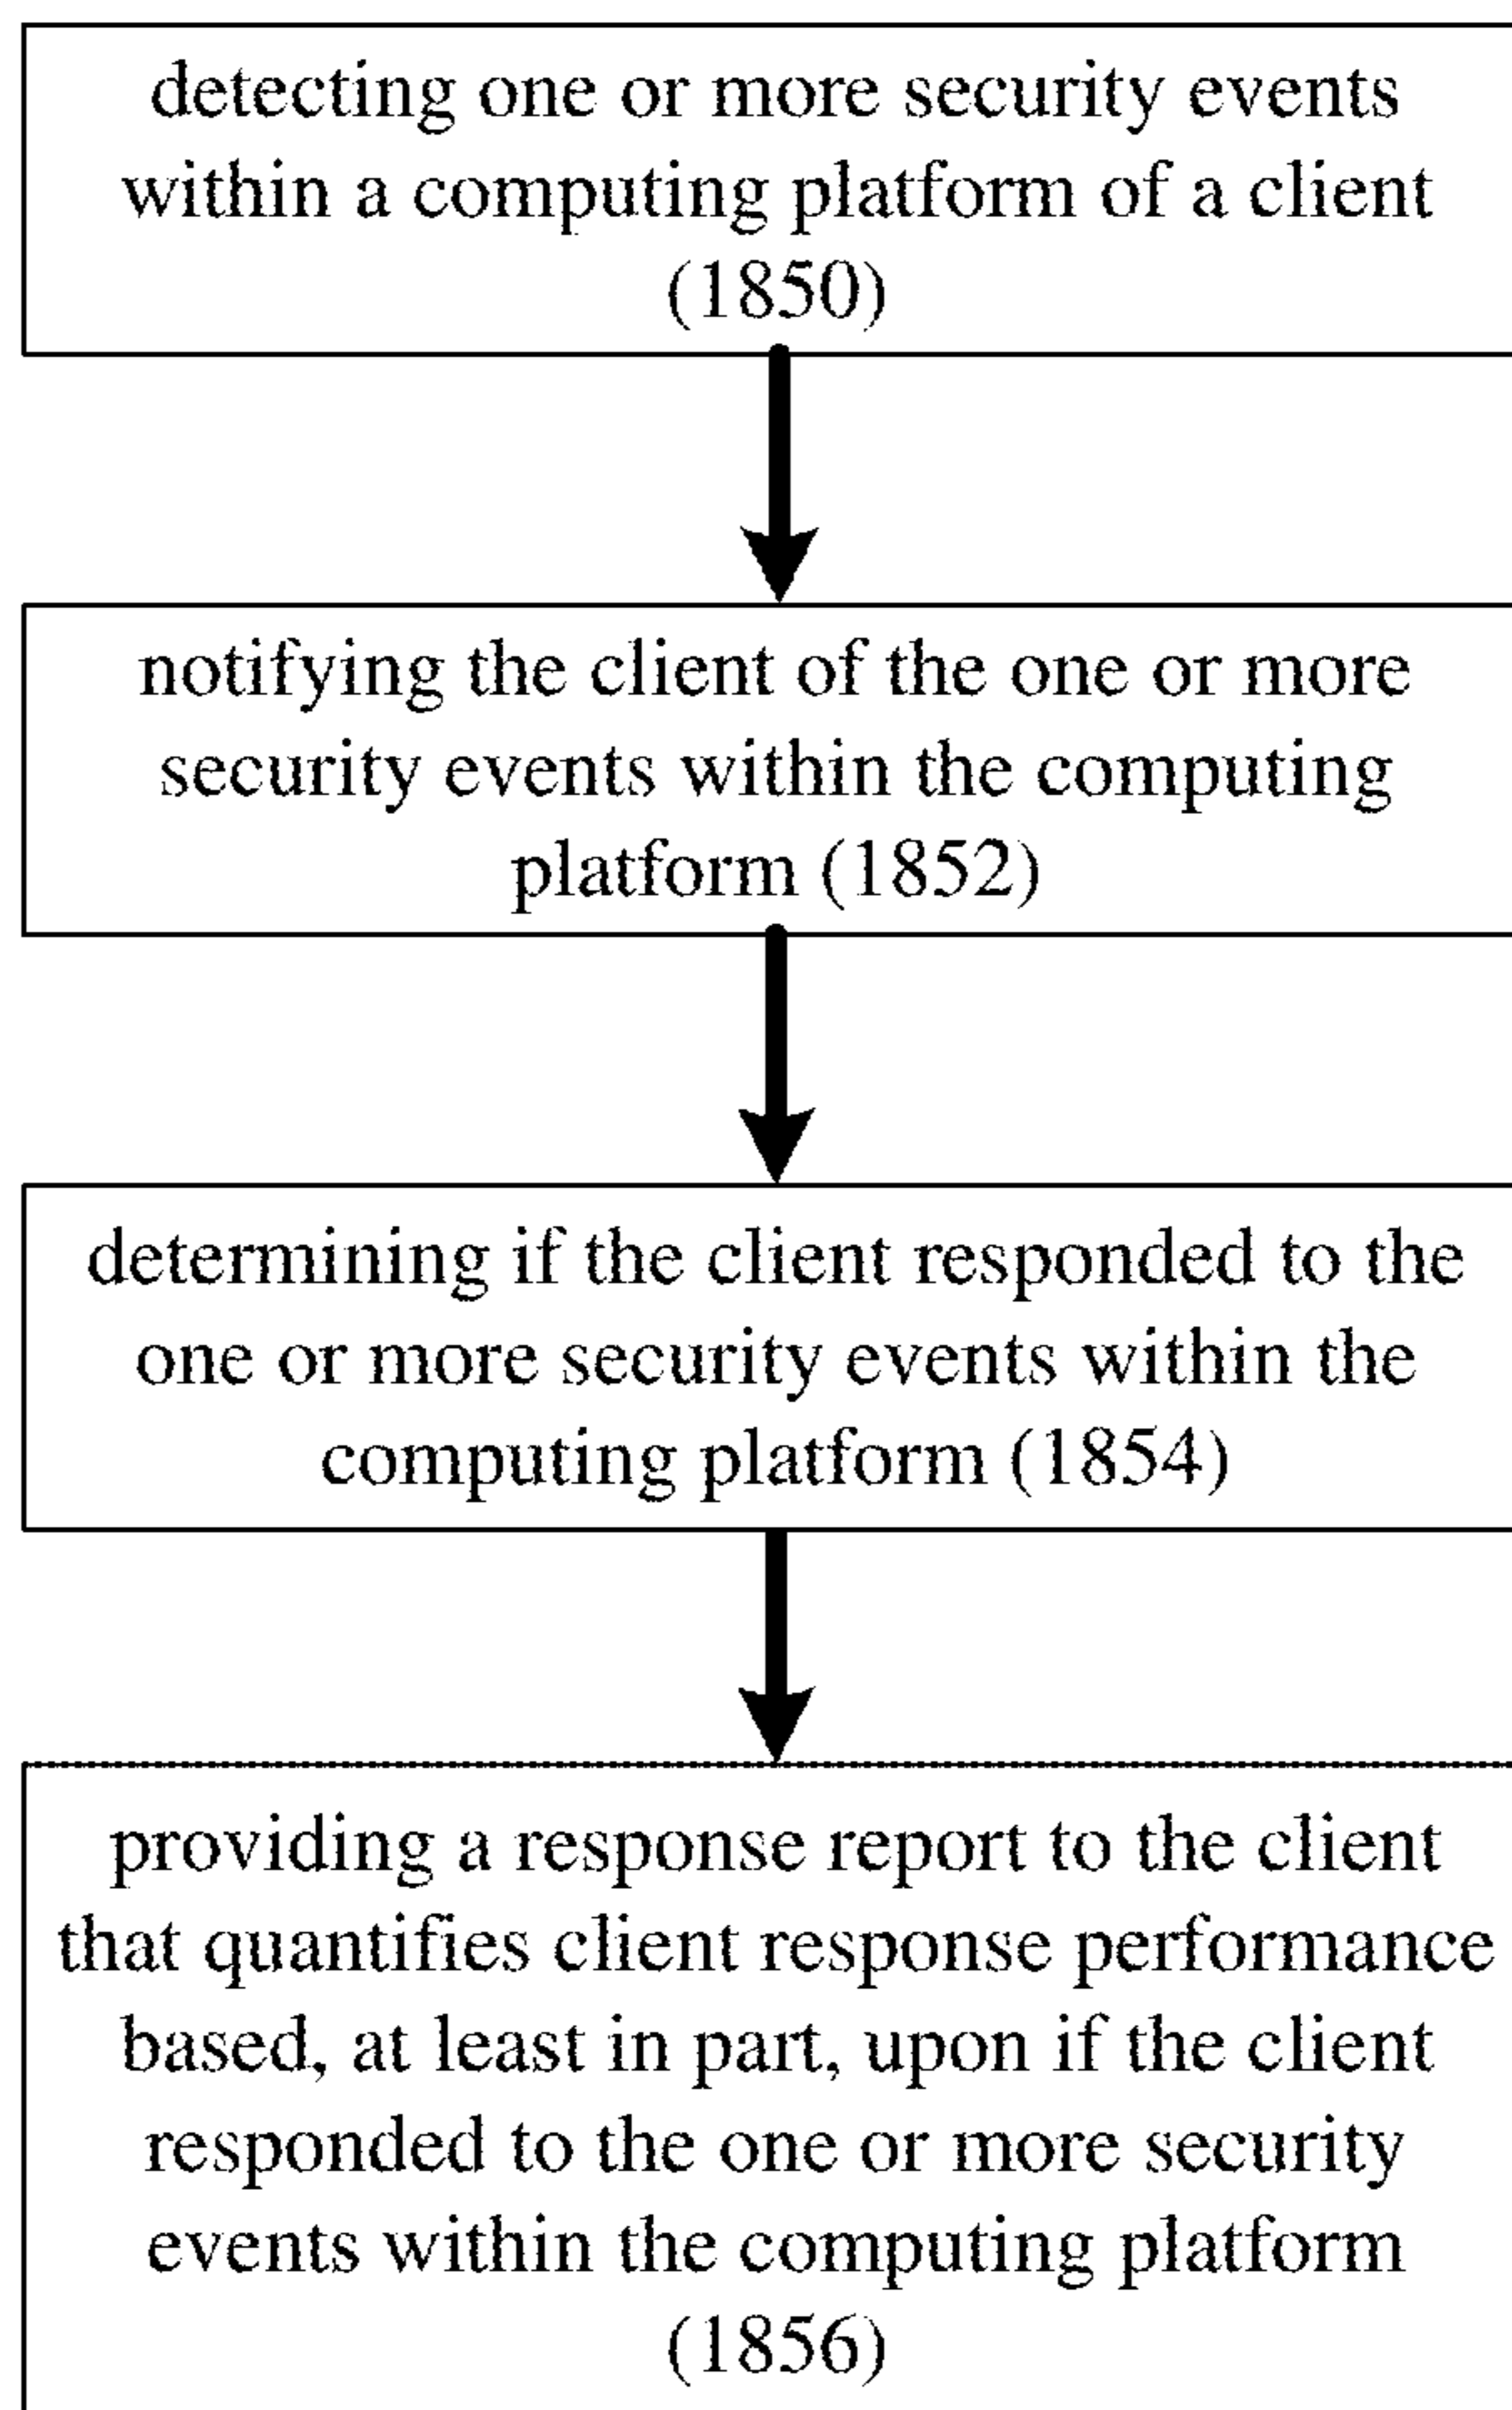 detecting one or more security events
within a computing platform of a client
(1850)
notifying the client of the one or more
security events within the computing
platform (1852)
determining if the client responded to the
one or more security events within the
computing platform (1854)
providing a response report to the client
that quantifies client response performance
based, at least in part, upon if the client
responded to the one or more security
events within the computing platform
(1856)